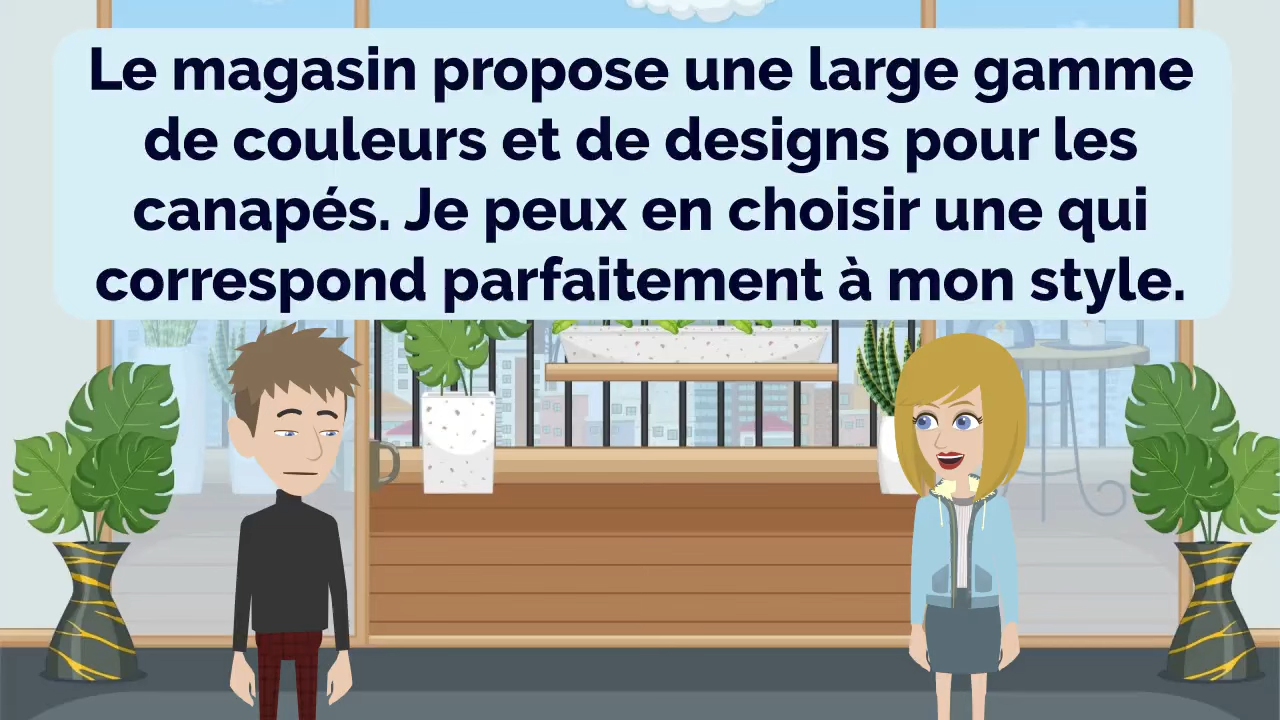 Le magasin propose une large gamme
de couleurs et de designs pour les
canapés. Je peux en choisir une qui
correspond parfaitement à mon style.